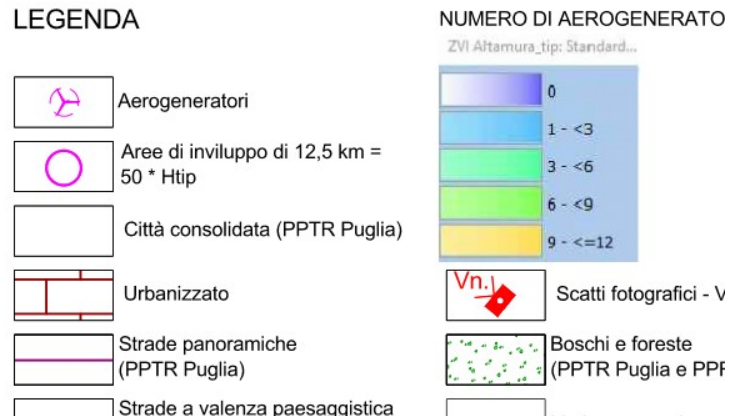 LEGENDA
Aerogeneratori
Aree di inviluppo di 12,5 km =
50 * Htip
Città consolidata (PPTR Puglia)
Urbanizzato
Strade panoramiche
(PPTR Puglia)
Strade a valenza paesaggistica
NUMERO DI AEROGENERATO
ZVI Altamura_tip: Standard...
0
1 - <3
3 - <6
6 - <9
9 - <=12
Vn.
Scatti fotografici - V
Boschi e foreste
(PPTR Puglia e PPR